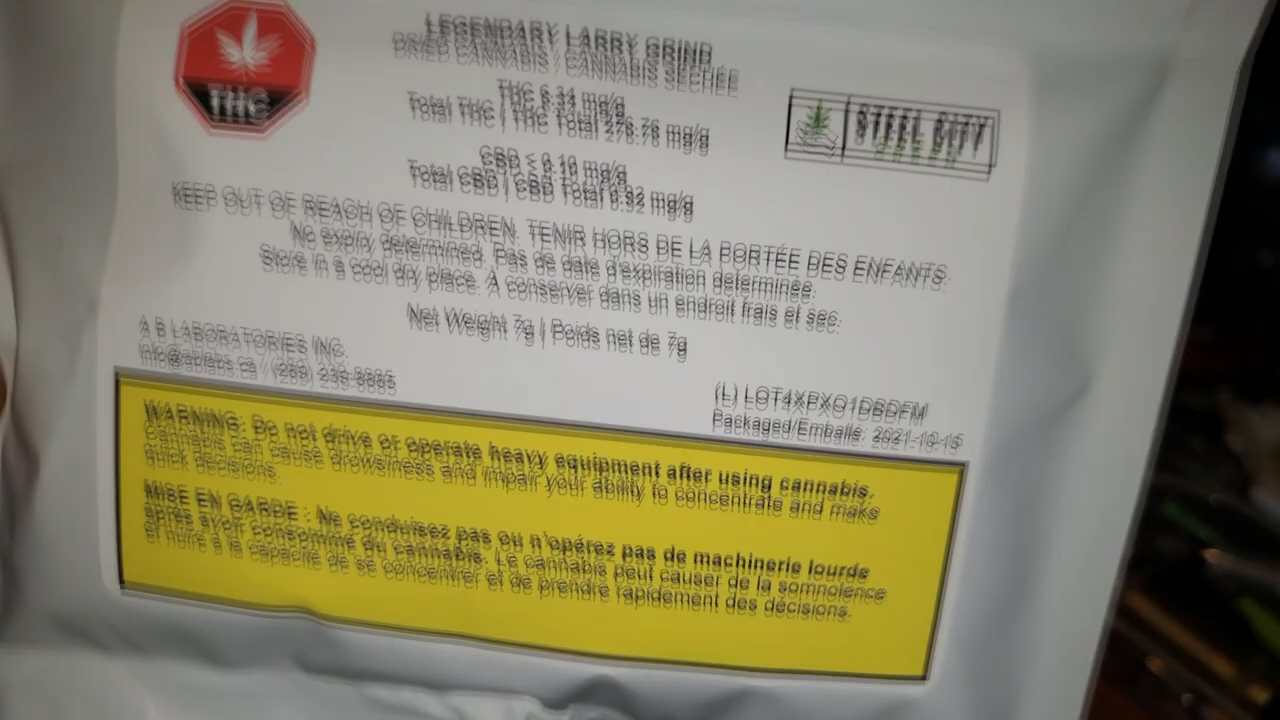 LEGENDARY LARRY GRIND
DRIED CANNABIS / CANNABIS SÉCHÉE
THC
THC 6.34 mg/g
Total THC | THC Total 276.76 mg/g
STEEL CITY
GREEN
CBD < 0.10 mg/g
Total CBD | CBD Total 0.92 mg/g
KEEP OUT OF REACH OF CHILDREN. TENIR HORS DE LA PORTÉE DES ENFANTS.
No expiry determined. Pas de date d'expiration determinée.
Store in a cool dry place. À conserver dans un endroit frais et sec.
Net Weight 7g | Poids net de 7g
A B LABORATORIES INC.
info@ablabs.ca / (289) 239-8885
(L)
Packaged/Emballé: 2021-10-15
WARNING: Do not drive or operate heavy equipment after using cannabis.
Cannabis can cause drowsiness and impair your ability to concentrate and make
quick decisions.
MISE EN GARDE : Ne conduisez pas ou n'opérez pas de machinerie lourde
après avoir consommé du cannabis. Le cannabis peut causer de la somnolence
et nuire à la capacité de se concentrer et de prendre rapidement des décisions.